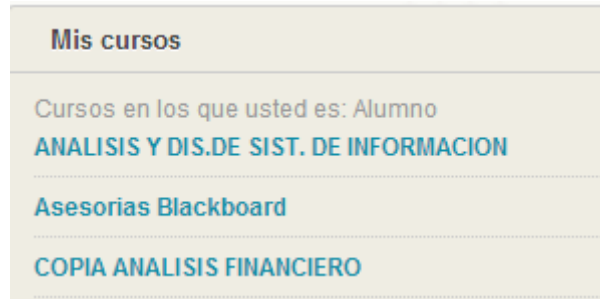 Mis cursos
Cursos en los que usted es: Alumno
ANALISIS Y DIS.DE SIST. DE INFORMACION
Asesorias Blackboard
COPIA ANALISIS FINANCIERO